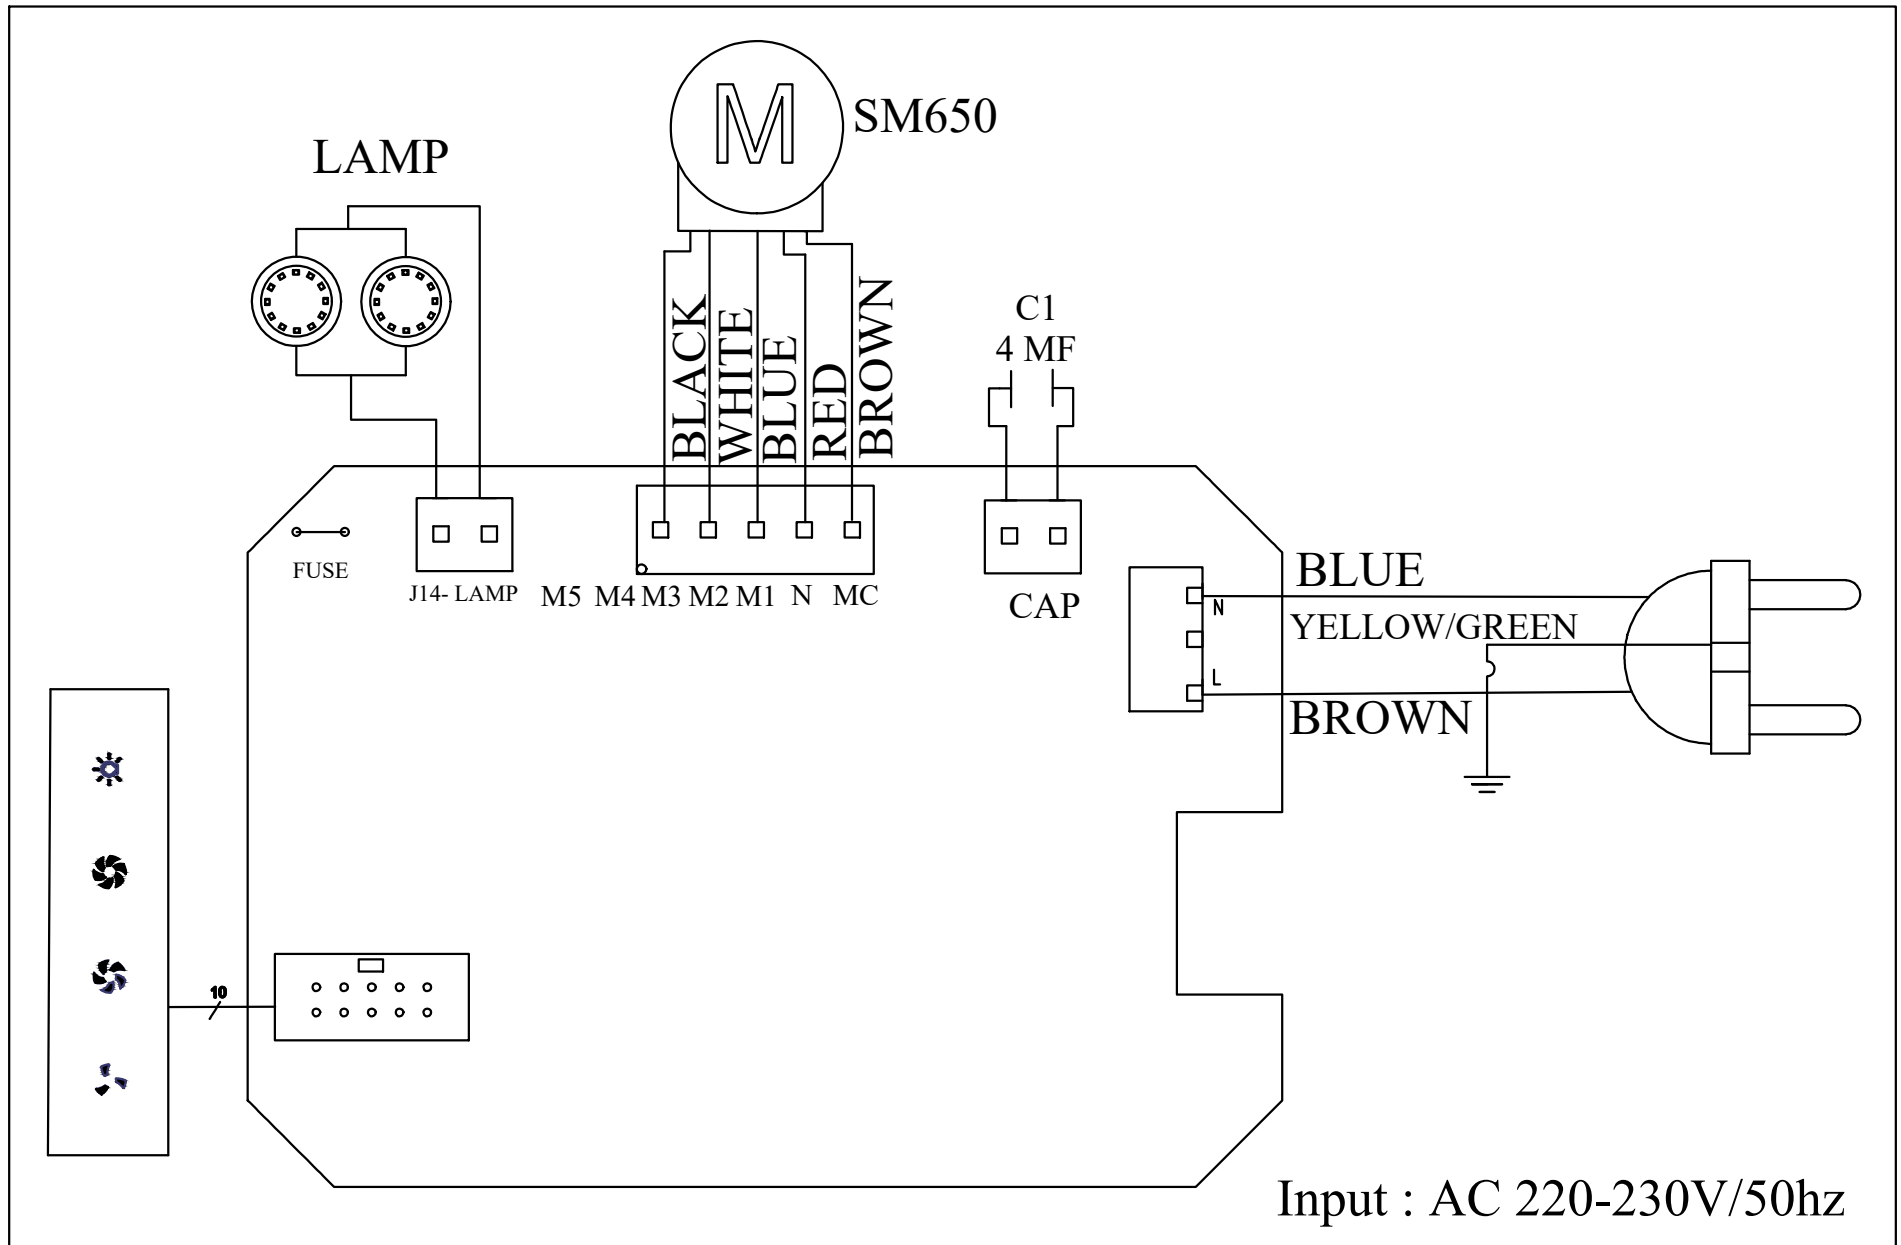 SM650
LAMP
BLACK
WHITE
BLUE
RED
BROWN
C1
4 MF
FUSE
J14- LAMP
M5 M4 M3 M2 M1 N MC
CAP
BLUE
N
YELLOW/GREEN
L
BROWN
M
10
Input : AC 220-230V/50hz